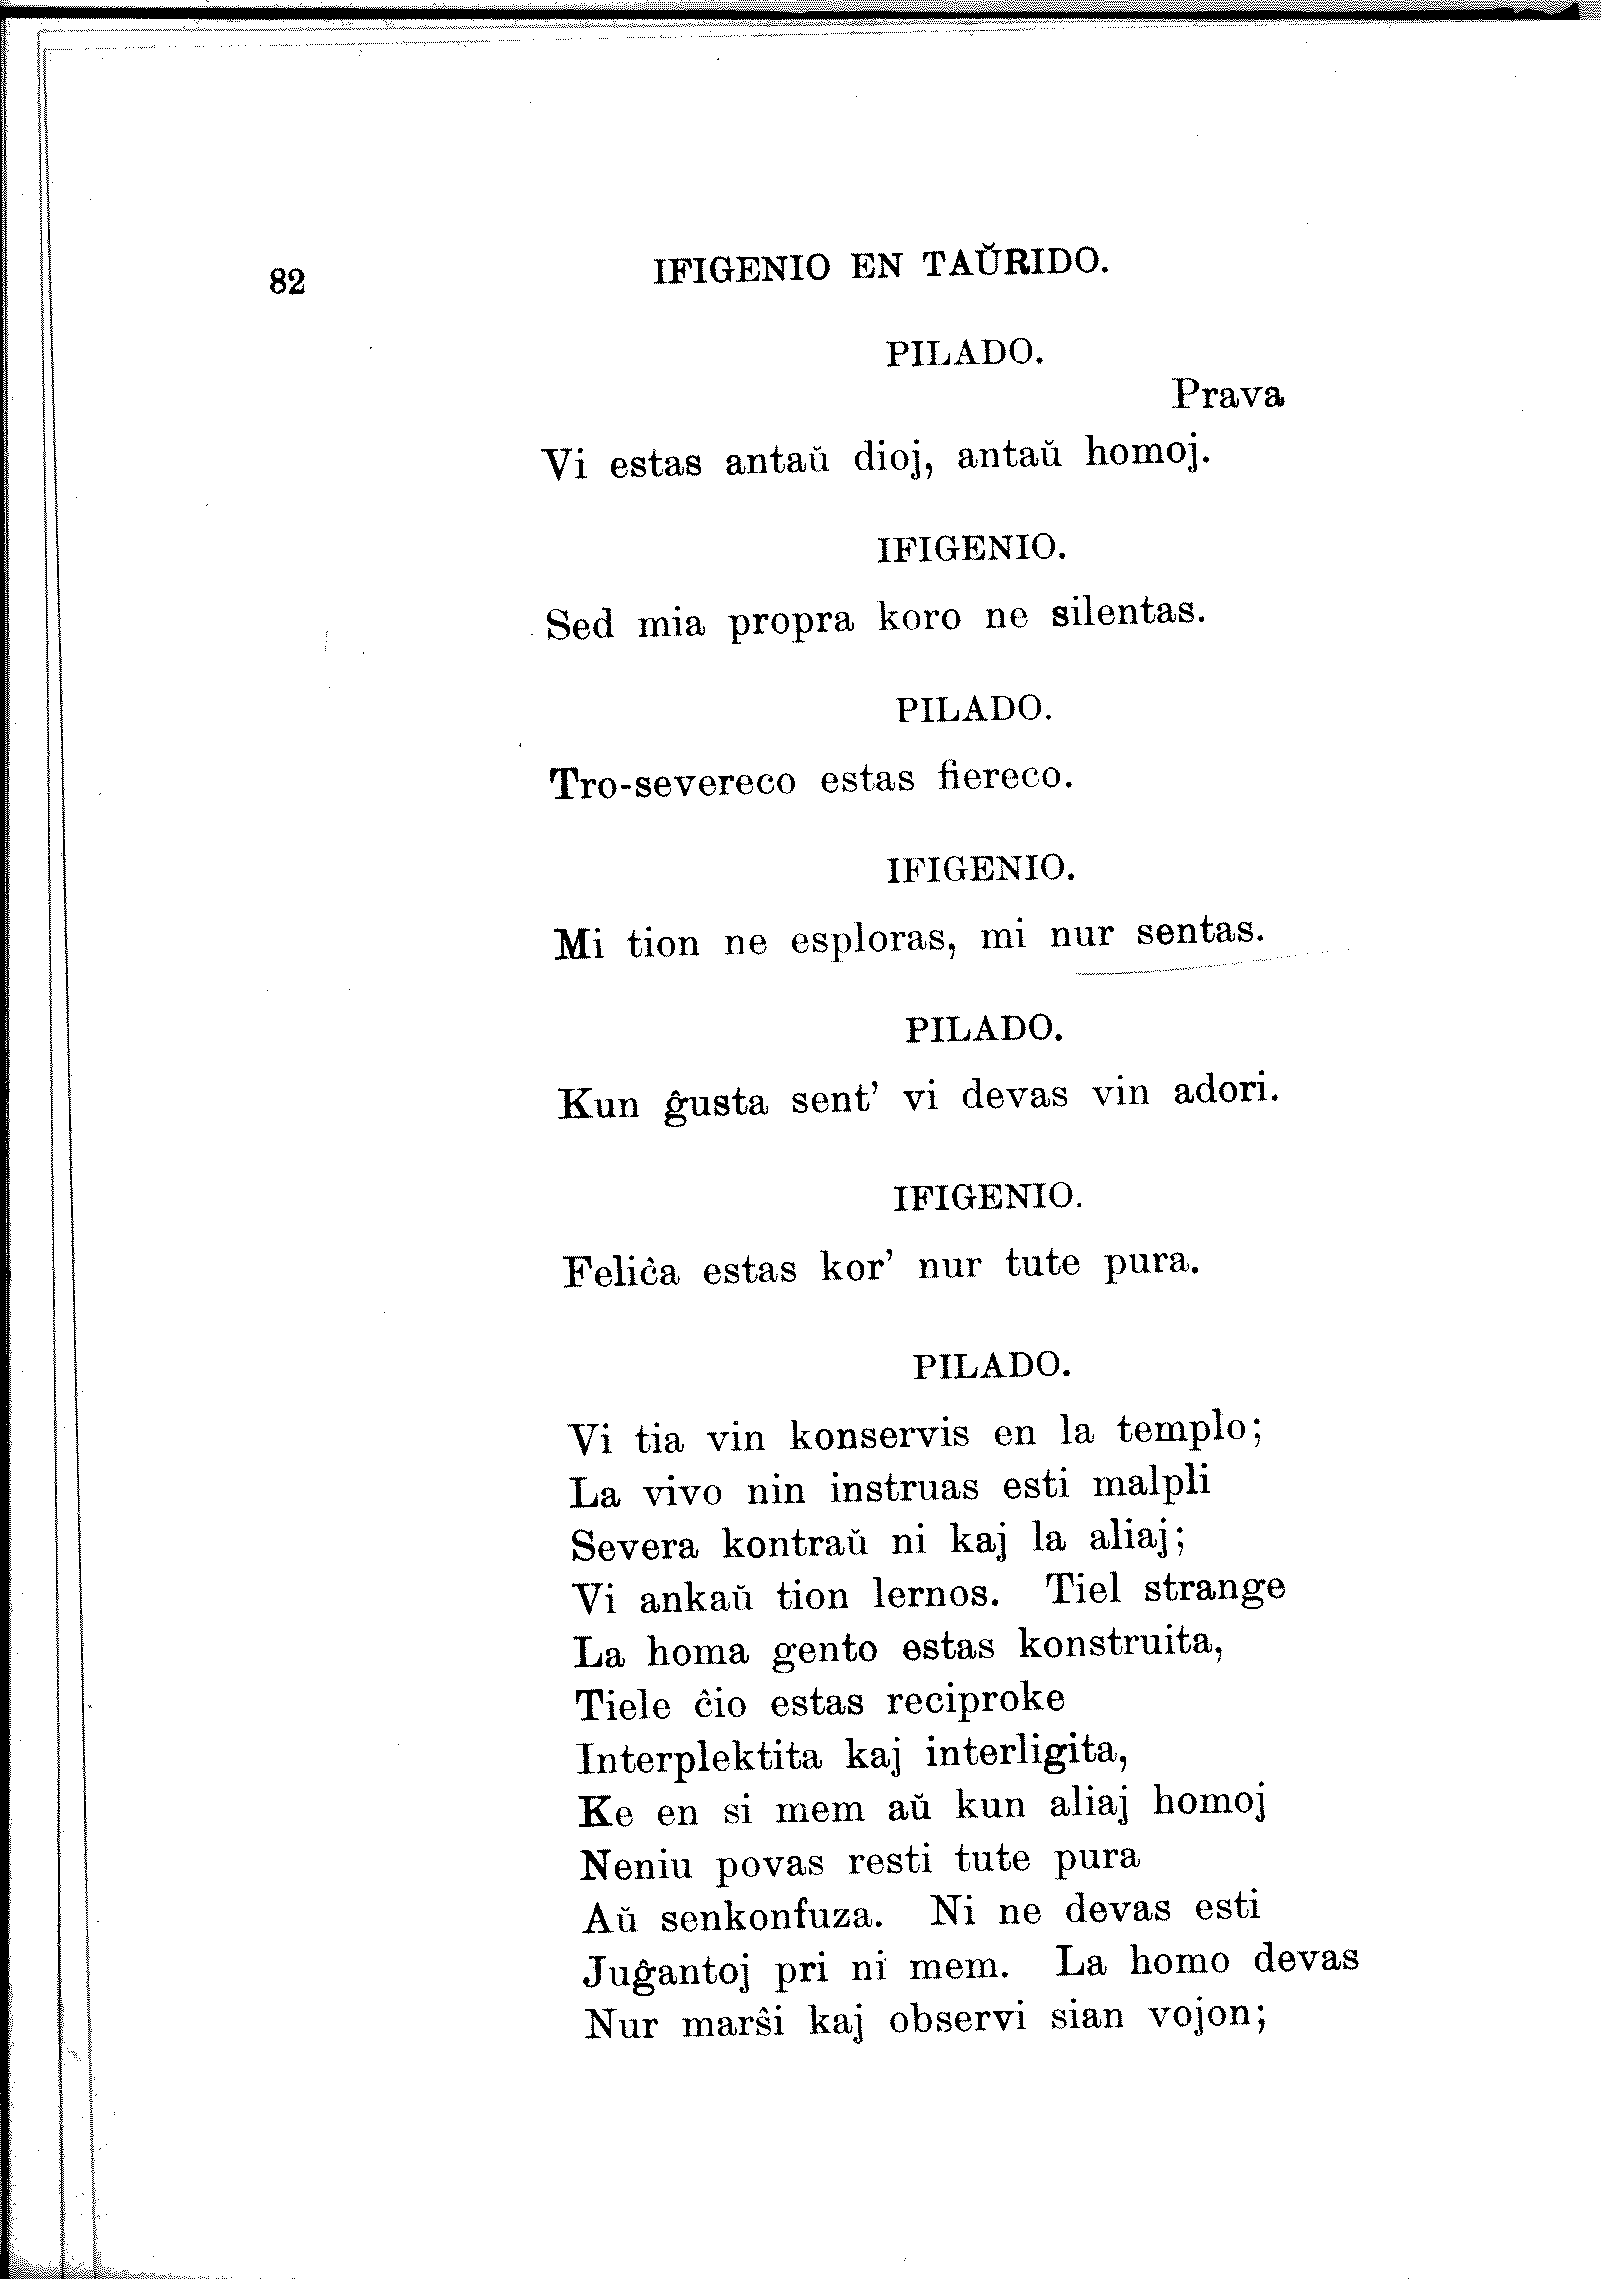 82
IFIGENIO EN TAŬRIDO.
PILADO.
Prava
Vi estas antaŭ dioj, antaŭ homoj.
IFIGENIO.
Sed mia propra koro ne silentas.
PILADO.
Tro-severeco estas fiereco.
IFIGENIO.
Mi tion ne esploras, mi nur sentas.
PILADO.
Kun ĝusta sent' vi devas vin adori.
IFIGENIO.
Feliĉa estas kor' nur tute pura.
PILADO.
Vi tia vin konservis en la templo;
La vivo nin instruas esti malpli
Severa kontraŭ ni kaj la aliaj;
Vi ankaŭ tion lernos. Tiel strange
La homa gento estas konstruita,
Tiele ĉio estas reciproke
Interplektita kaj interligita,
Ke en si mem aŭ kun aliaj homoj
Neniu povas resti tute pura
Aŭ senkonfuza. Ni ne devas esti
Juĝantoj pri ni mem. La homo devas
Nur marŝi kaj observi sian vojon;